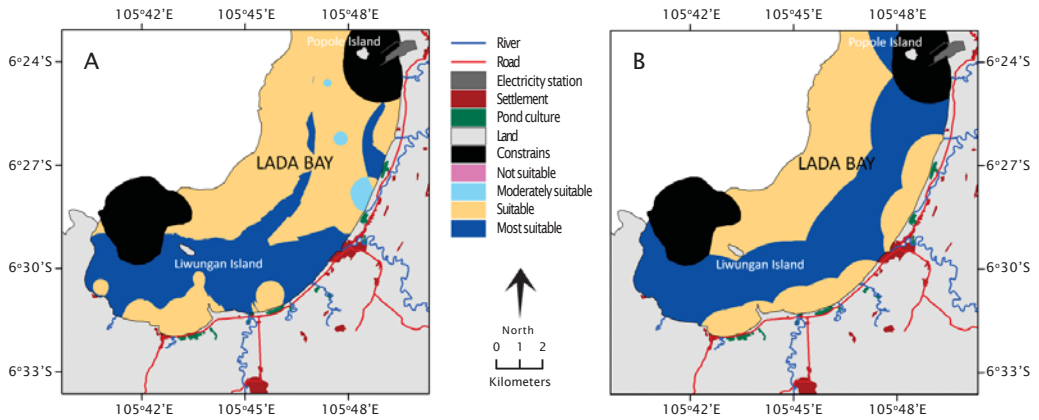 105°42'E 105°45'E 105°48'E
6°24'S
6°27'S
6°30'S
6°33'S
A
Popole Island
LADA BAY
Liwungan Island
105°42'E 105°45'E 105°48'E
River
Road
Electricity station
Settlement
Pond culture
Land
Constrains
Not suitable
Moderately suitable
Suitable
Most suitable
North
0 1 2
Kilometers
105°42'E 105°45'E 105°48'E
B
Popole Island
LADA BAY
Liwungan Island
6°24'S
6°27'S
6°30'S
6°33'S
105°42'E 105°45'E 105°48'E